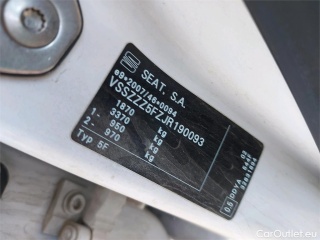 SEAT, S.A.
e9*2007/46*0094
VSSZZZ5FZJR190093
1870 kg
3370 kg
1- 950 kg
2- 970 kg
Typ 5F
CarOutlet.eu